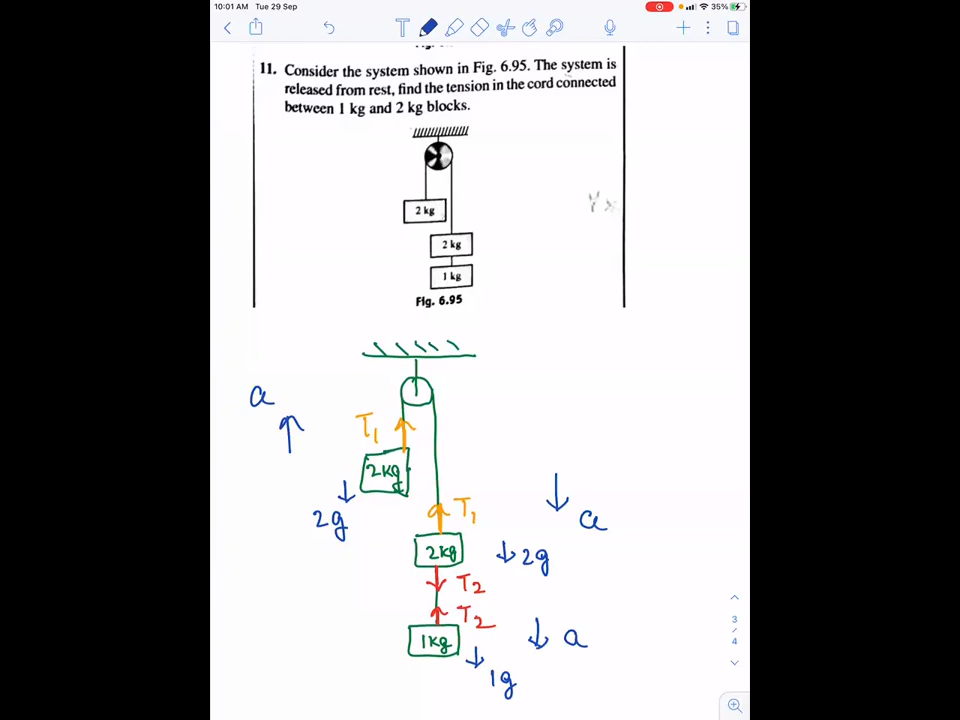 10:01 AM Tue 29 Sep
35%
11. Consider the system shown in Fig. 6.95. The system is
released from rest, find the tension in the cord connected
between 1 kg and 2 kg blocks.
2 kg
2 kg
1 kg
Fig. 6.95
a
T1
2kg
2g
T1
a
2kg
2g
T2
T2
1kg
a
1g
3
4